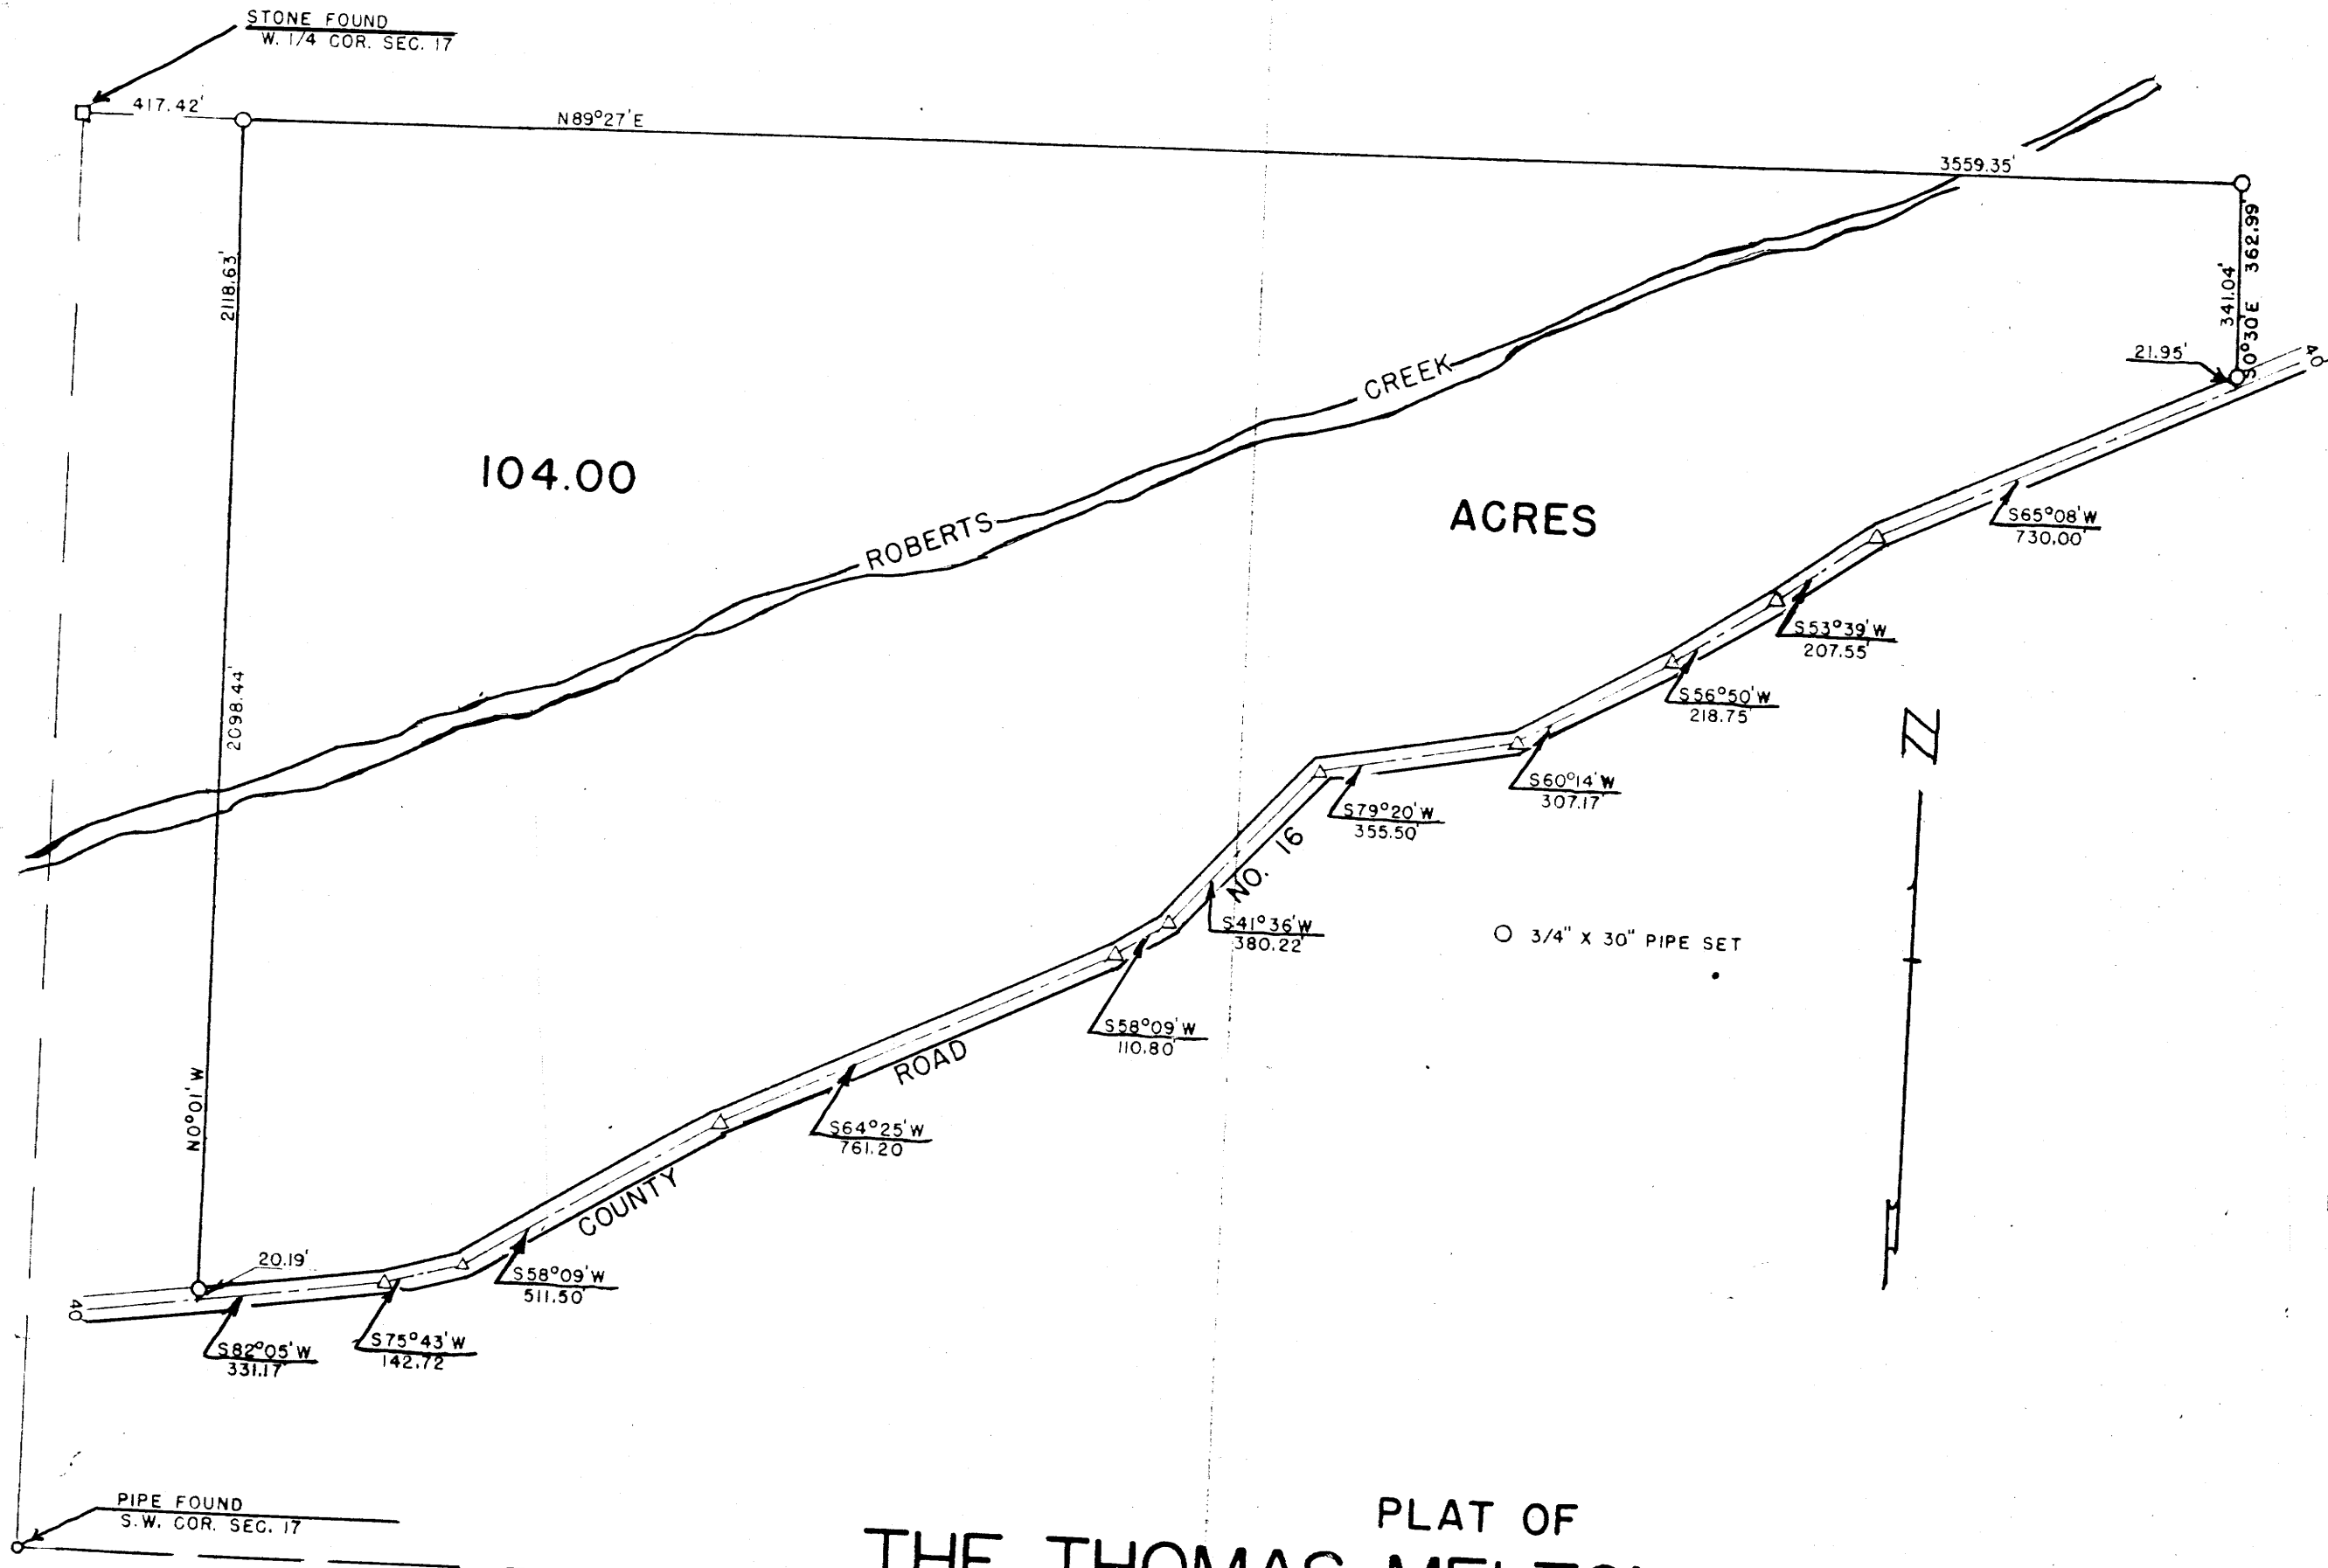 STONE FOUND
W. 1/4 COR. SEC. 17
417.42'
N89°27'E
3559.35'
2118.63'
2098.44'
N0°01'W
341.04'
S0°30'E 362.99'
21.95'
40
CREEK
ROBERTS
104.00
ACRES
S65°08'W
730.00'
S53°39'W
207.55'
S56°50'W
218.75'
S60°14'W
307.17'
S79°20'W
355.50'
NO. 16
S41°36'W
380.22'
S58°09'W
110.80'
ROAD
S64°25'W
761.20
COUNTY
S58°09'W
511.50'
S75°43'W
142.72
20.19'
40
S82°05'W
331.17'
N
3/4" X 30" PIPE SET
PIPE FOUND
S.W. COR. SEC. 17
PLAT OF
THE THOMAS